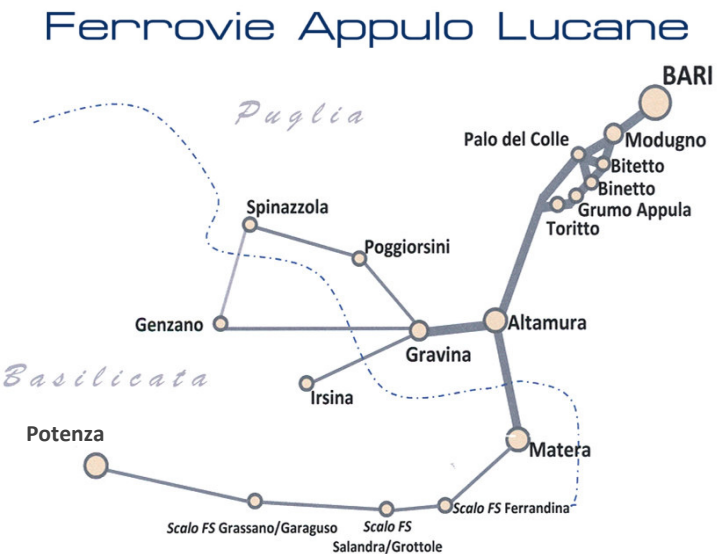 Ferrovie Appulo Lucane
BARI
Puglia
Palo del Colle
Modugno
Bitetto
Binetto
Grumo Appula
Toritto
Spinazzola
Poggiorsini
Genzano
Altamura
Gravina
Basilicata
Irsina
Potenza
Matera
Scalo FS Ferrandina
Scalo FS Grassano/Garaguso
Scalo FS
Salandra/Grottole